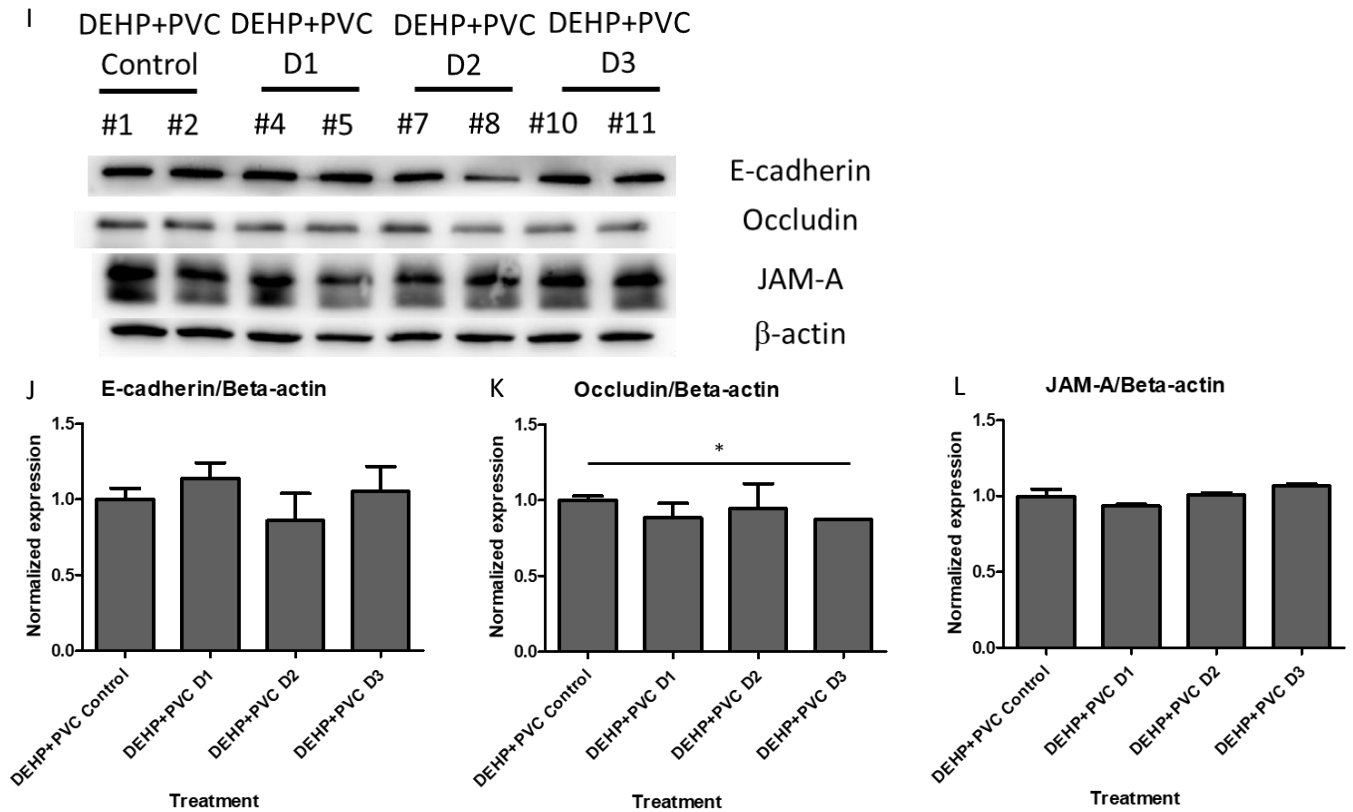 I
DEHP+PVC DEHP+PVC DEHP+PVC DEHP+PVC
Control D1 D2 D3
#1 #2 #4 #5 #7 #8 #10 #11
E-cadherin
Occludin
JAM-A
β-actin
J E-cadherin/Beta-actin
Normalized expression
1.5
1.0
0.5
0.0
DEHP+PVC Control
DEHP+PVC D1
DEHP+PVC D2
DEHP+PVC D3
Treatment
K Occludin/Beta-actin
Normalized expression
1.5
1.0
0.5
0.0
*
DEHP+PVC Control
DEHP+PVC D1
DEHP+PVC D2
DEHP+PVC D3
Treatment
L JAM-A/Beta-actin
Normalized expression
1.5
1.0
0.5
0.0
DEHP+PVC Control
DEHP+PVC D1
DEHP+PVC D2
DEHP+PVC D3
Treatment